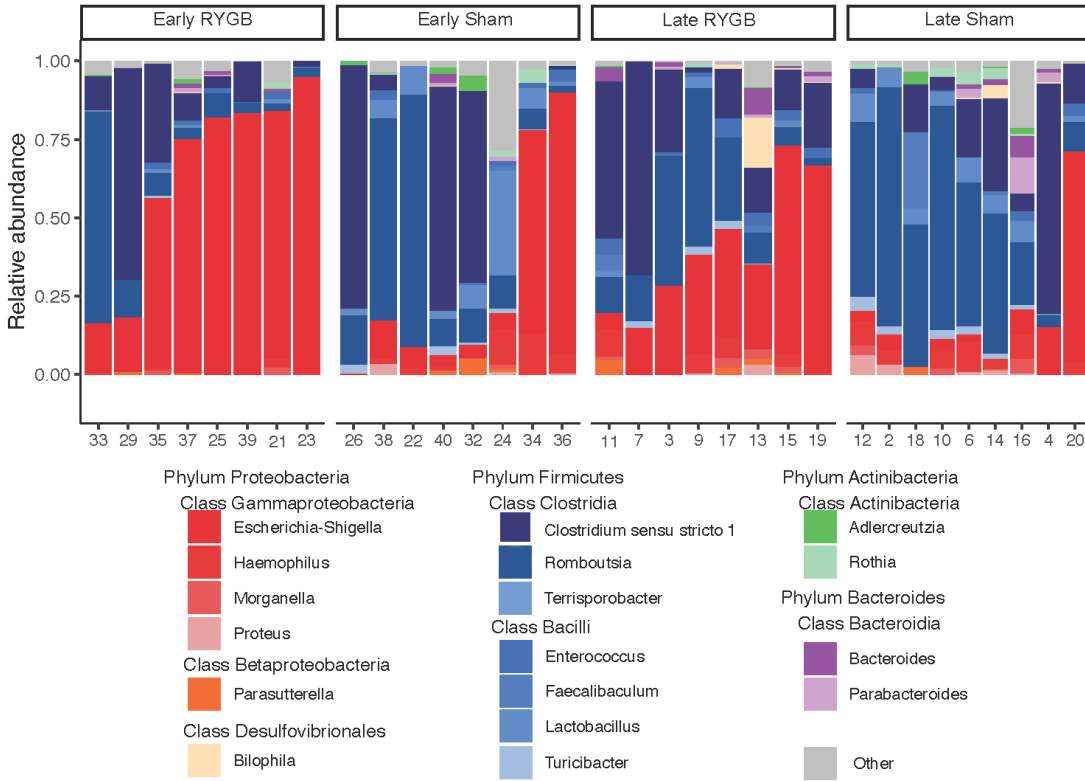 Early RYGB
Early Sham
Late RYGB
Late Sham
Relative abundance
1.00
0.75
0.50
0.25
0.00
33 29 35 37 25 39 21 23
26 38 22 40 32 24 34 36
11 7 3 9 17 13 15 19
12 2 18 10 6 14 16 4 20
Phylum Proteobacteria
Class Gammaproteobacteria
Escherichia-Shigella
Haemophilus
Morganella
Proteus
Class Betaproteobacteria
Parasutterella
Class Desulfovibrionales
Bilophila
Phylum Firmicutes
Class Clostridia
Clostridium sensu stricto 1
Romboutsia
Terrisporobacter
Class Bacilli
Enterococcus
Faecalibaculum
Lactobacillus
Turicibacter
Phylum Actinibacteria
Class Actinibacteria
Adlercreutzia
Rothia
Phylum Bacteroides
Class Bacteroidia
Bacteroides
Parabacteroides
Other